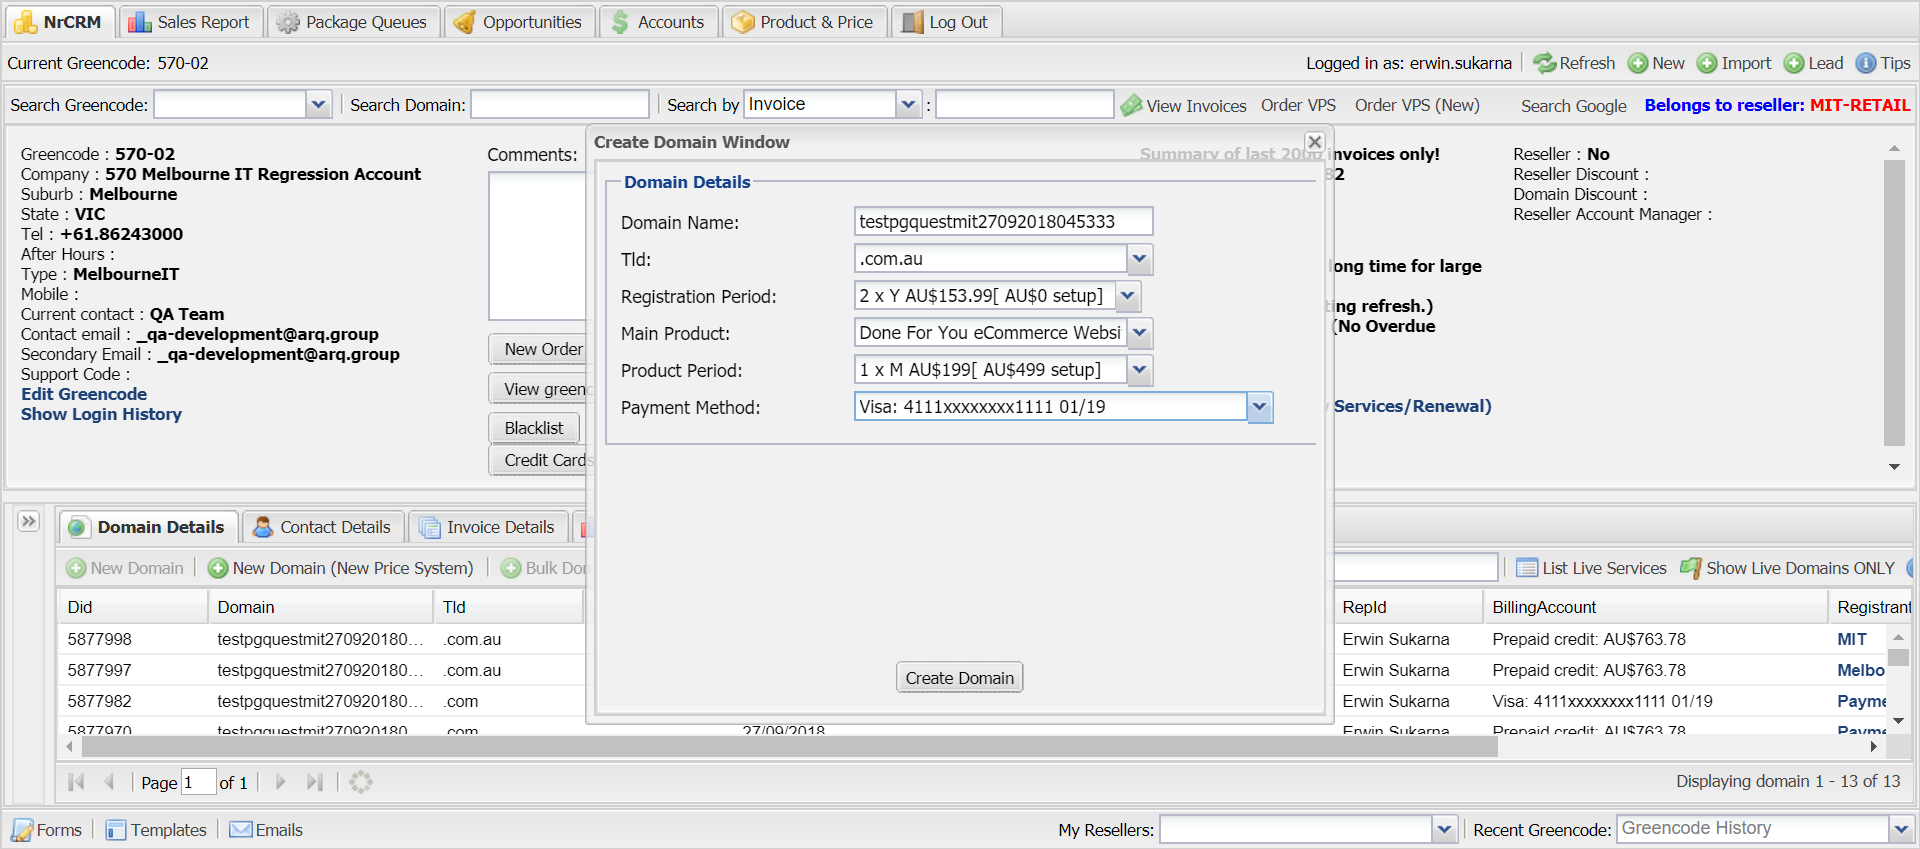 NrCRM Sales Report Package Queues Opportunities Accounts Product & Price Log Out
Current Greencode: 570-02 Logged in as: erwin.sukarna Refresh New Import Lead Tips
Search Greencode: Search Domain: Search by Invoice : View Invoices Order VPS Order VPS (New) Search Google Belongs to reseller: MIT-RETAIL
Greencode : 570-02
Company : 570 Melbourne IT Regression Account
Suburb : Melbourne
State : VIC
Tel : +61.86243000
After Hours :
Type : MelbourneIT
Mobile :
Current contact : QA Team
Contact email : _qa-development@arq.group
Secondary Email : _qa-development@arq.group
Support Code :
Edit Greencode
Show Login History
Comments:
New Order
View greenc
Blacklist
Credit Cards
Summary of last 2000 invoices only!
82
long time for large
ing refresh.)
(No Overdue
Services/Renewal)
Reseller : No
Reseller Discount :
Domain Discount :
Reseller Account Manager :
Create Domain Window
Domain Details
Domain Name: testpgquestmit27092018045333
Tld: .com.au
Registration Period: 2 x Y AU$153.99[ AU$0 setup]
Main Product: Done For You eCommerce Websi
Product Period: 1 x M AU$199[ AU$499 setup]
Payment Method: Visa: 4111xxxxxxxx1111 01/19
Create Domain
Domain Details Contact Details Invoice Details
New Domain New Domain (New Price System) Bulk Dom List Live Services Show Live Domains ONLY
Did Domain Tld RepId BillingAccount Registrant
5877998 testpgquestmit270920180... .com.au Erwin Sukarna Prepaid credit: AU$763.78 MIT
5877997 testpgquestmit270920180... .com.au Erwin Sukarna Prepaid credit: AU$763.78 Melbo
5877982 testpgquestmit270920180... .com Erwin Sukarna Visa: 4111xxxxxxxx1111 01/19 Payme
5877970 testpgquestmit270920180... .com 27/09/2018 Erwin Sukarna Prepaid credit: AU$763.78 Payme
Page 1 of 1 Displaying domain 1 - 13 of 13
Forms Templates Emails My Resellers: Recent Greencode: Greencode History